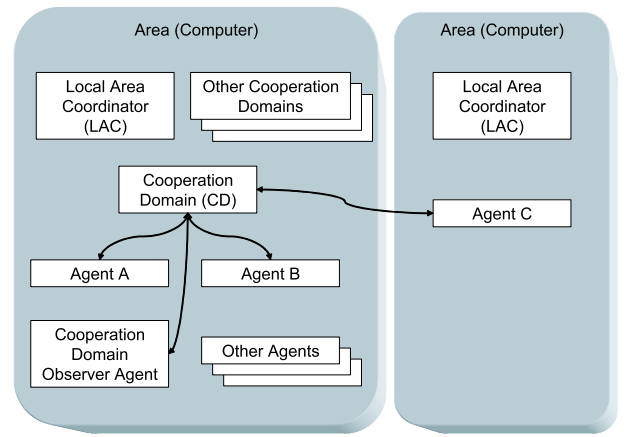 Area (Computer)
Local Area
Coordinator
(LAC)
Other Cooperation
Domains
Cooperation
Domain (CD)
Agent A
Agent B
Cooperation
Domain
Observer Agent
Other Agents
Area (Computer)
Local Area
Coordinator
(LAC)
Agent C